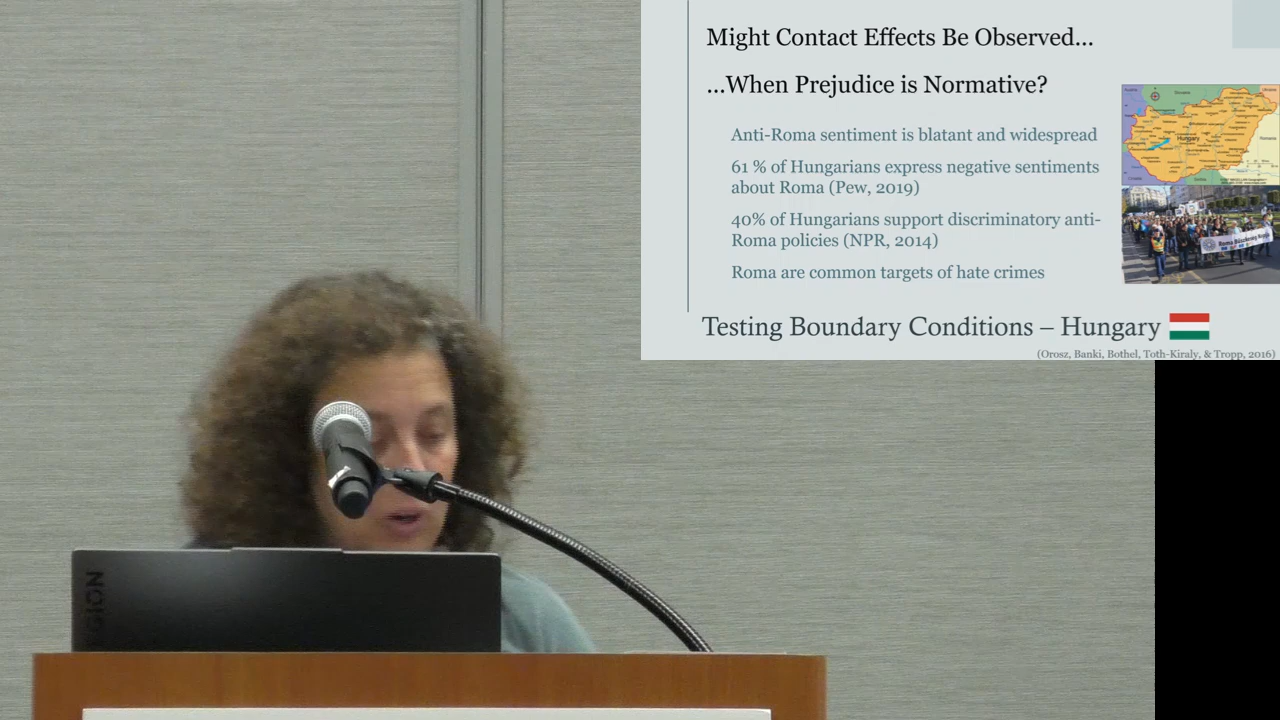 Might Contact Effects Be Observed...
...When Prejudice is Normative?
Anti-Roma sentiment is blatant and widespread
61 % of Hungarians express negative sentiments
about Roma (Pew, 2019)
40% of Hungarians support discriminatory anti-
Roma policies (NPR, 2014)
Roma are common targets of hate crimes
Hungary
Testing Boundary Conditions – Hungary
(Orosz, Banki, Bothel, Toth-Kiraly, & Tropp, 2016)